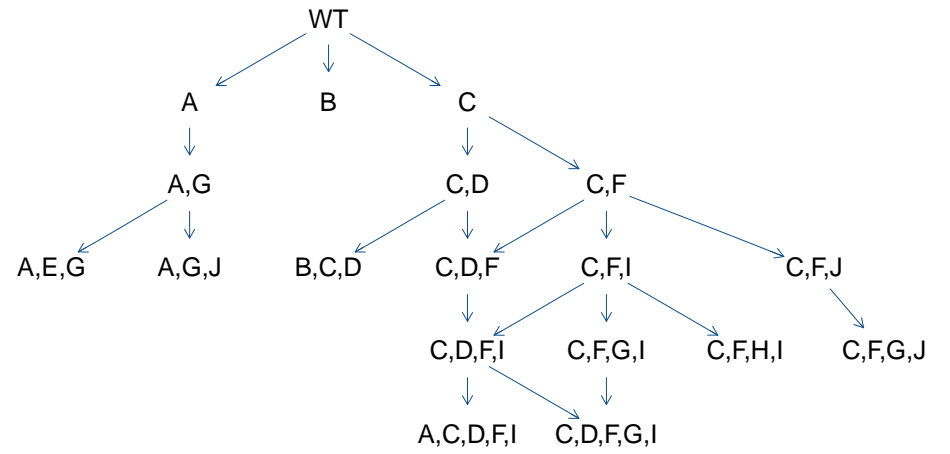 WT
A B C
A,G C,D C,F
A,E,G A,G,J B,C,D C,D,F C,F,I C,F,J
C,D,F,I C,F,G,I C,F,H,I C,F,G,J
A,C,D,F,I C,D,F,G,I